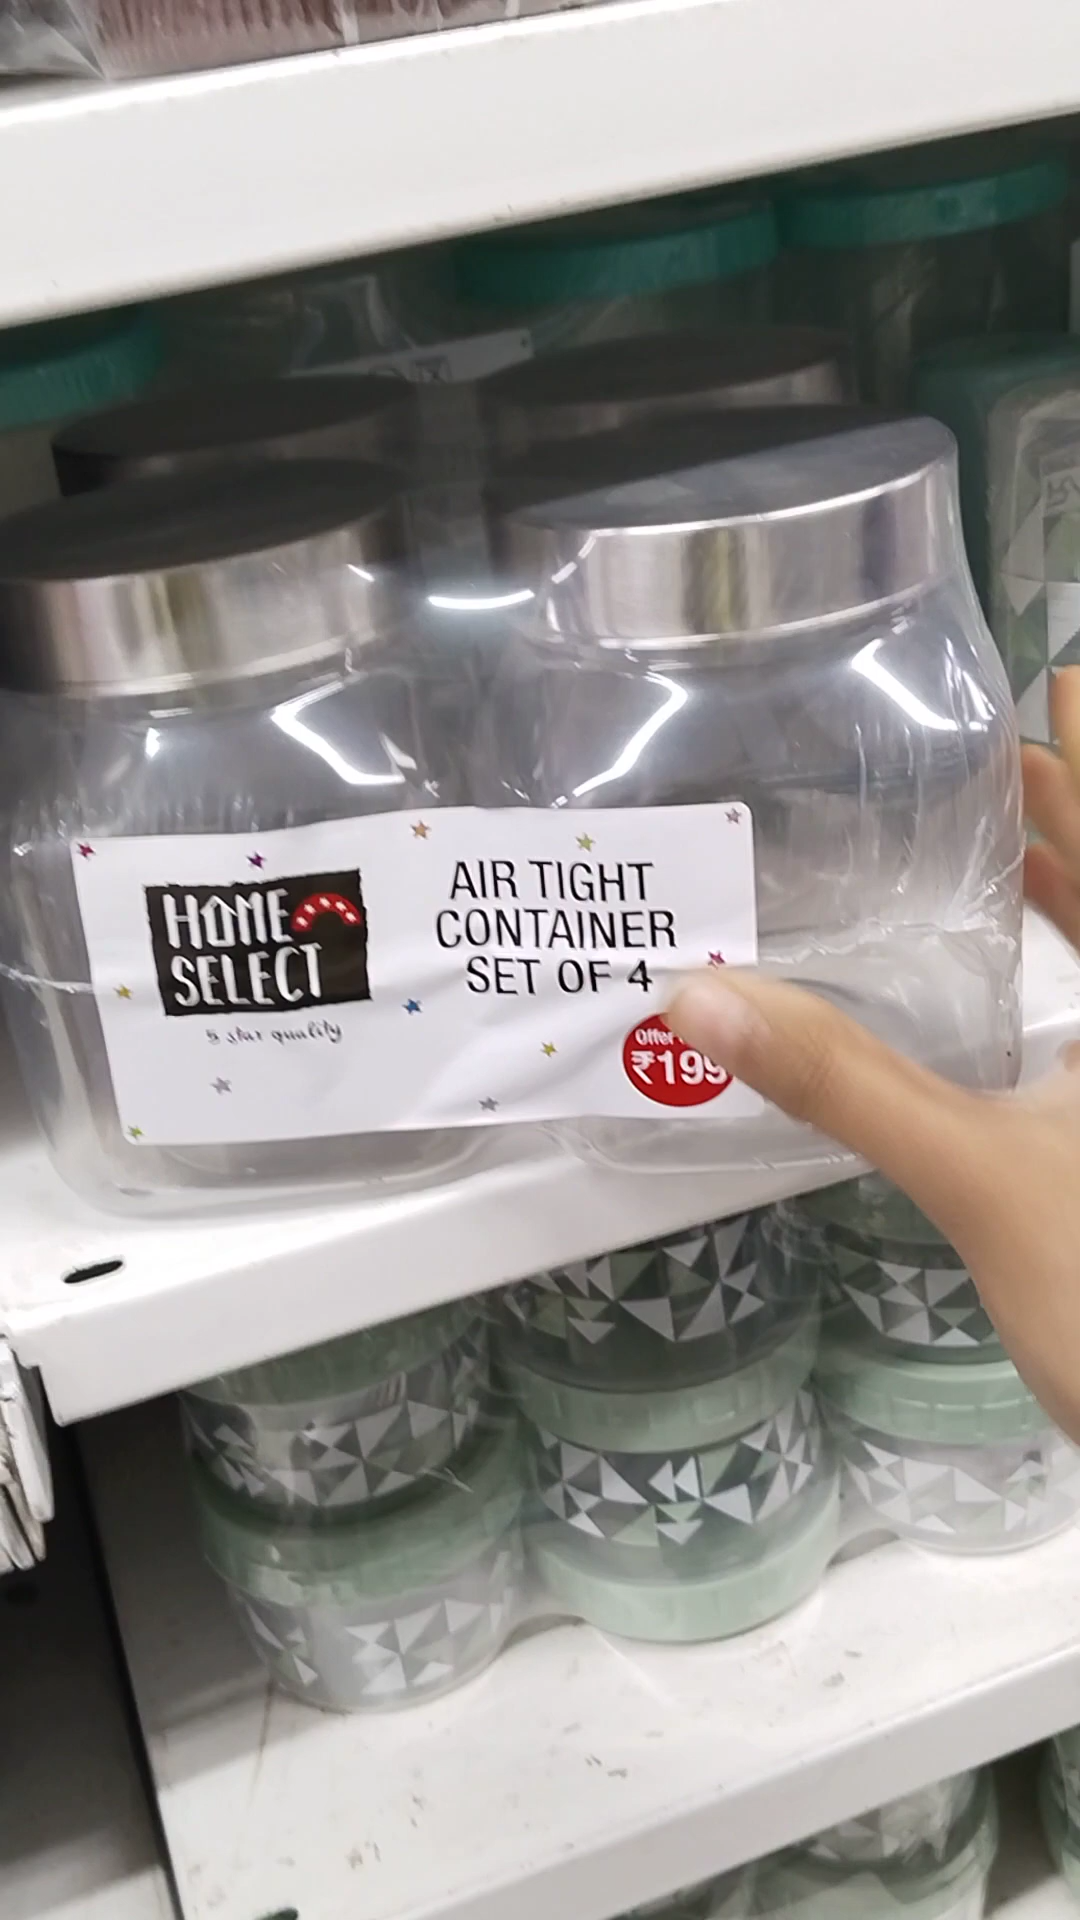 HOME
SELECT
5 star quality
AIR TIGHT
CONTAINER
SET OF 4
Offer
₹199